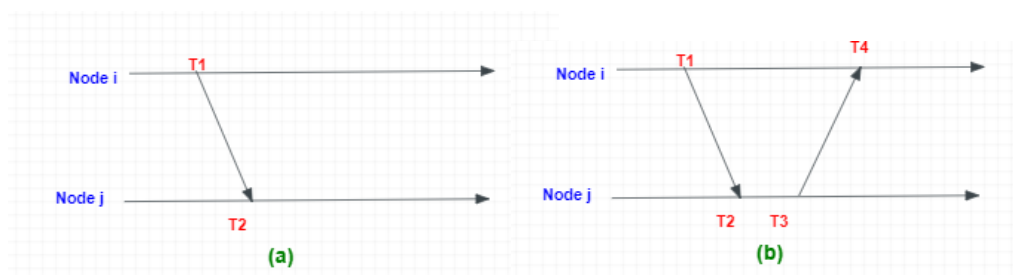 T1
Node i
Node j
T2
(a)
T4
T1
Node i
Node j
T2
T3
(b)